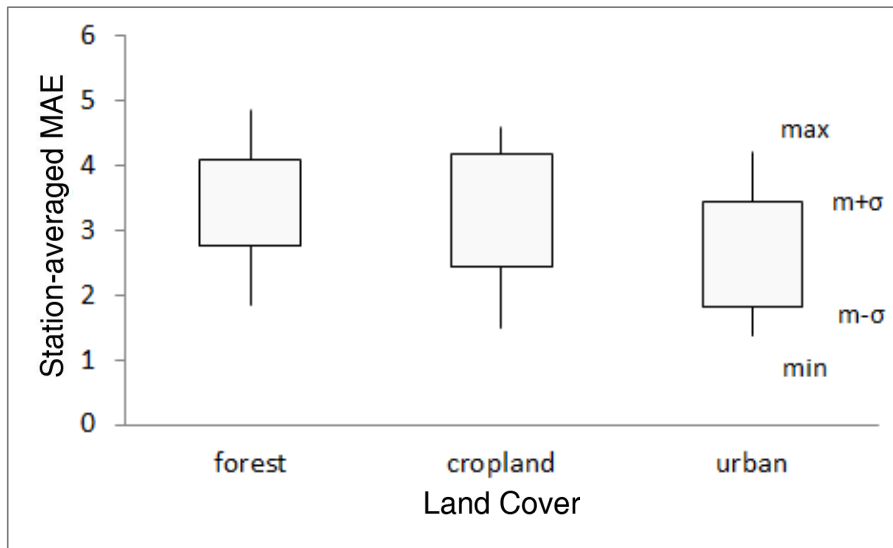 Station-averaged MAE
6
5
4
3
2
1
0
max
m+σ
m-σ
min
forest cropland urban
Land Cover